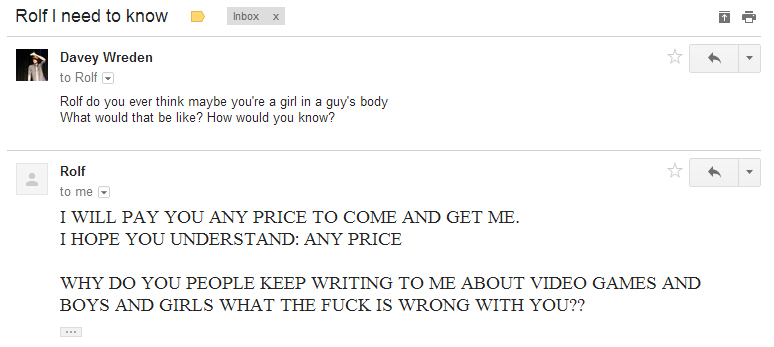 Rolf I need to know
Inbox x
Davey Wreden
to Rolf
Rolf do you ever think maybe you're a girl in a guy's body
What would that be like? How would you know?
Rolf
to me
I WILL PAY YOU ANY PRICE TO COME AND GET ME.
I HOPE YOU UNDERSTAND: ANY PRICE
WHY DO YOU PEOPLE KEEP WRITING TO ME ABOUT VIDEO GAMES AND
BOYS AND GIRLS WHAT THE FUCK IS WRONG WITH YOU??